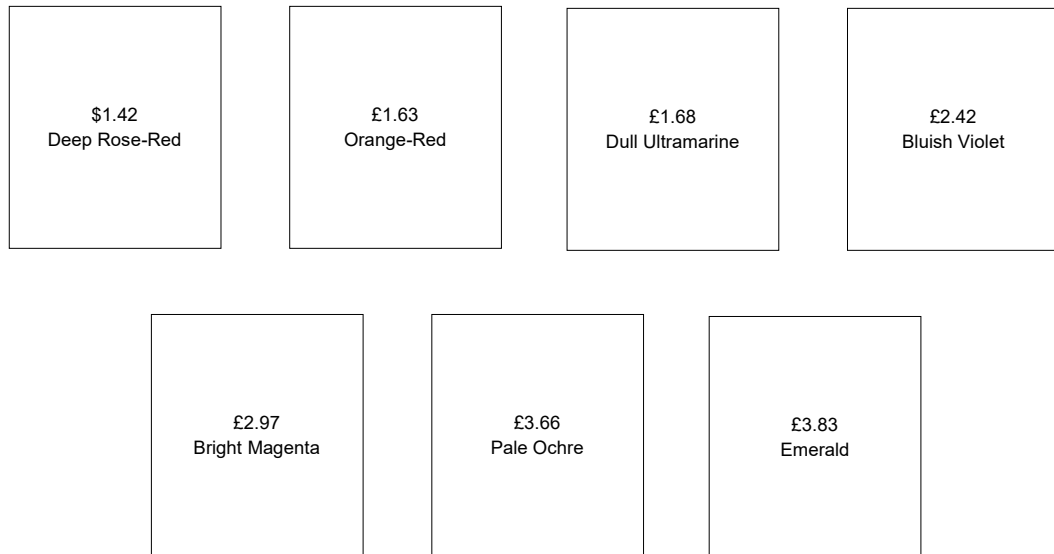 $1.42
Deep Rose-Red
£1.63
Orange-Red
£1.68
Dull Ultramarine
£2.42
Bluish Violet
£2.97
Bright Magenta
£3.66
Pale Ochre
£3.83
Emerald